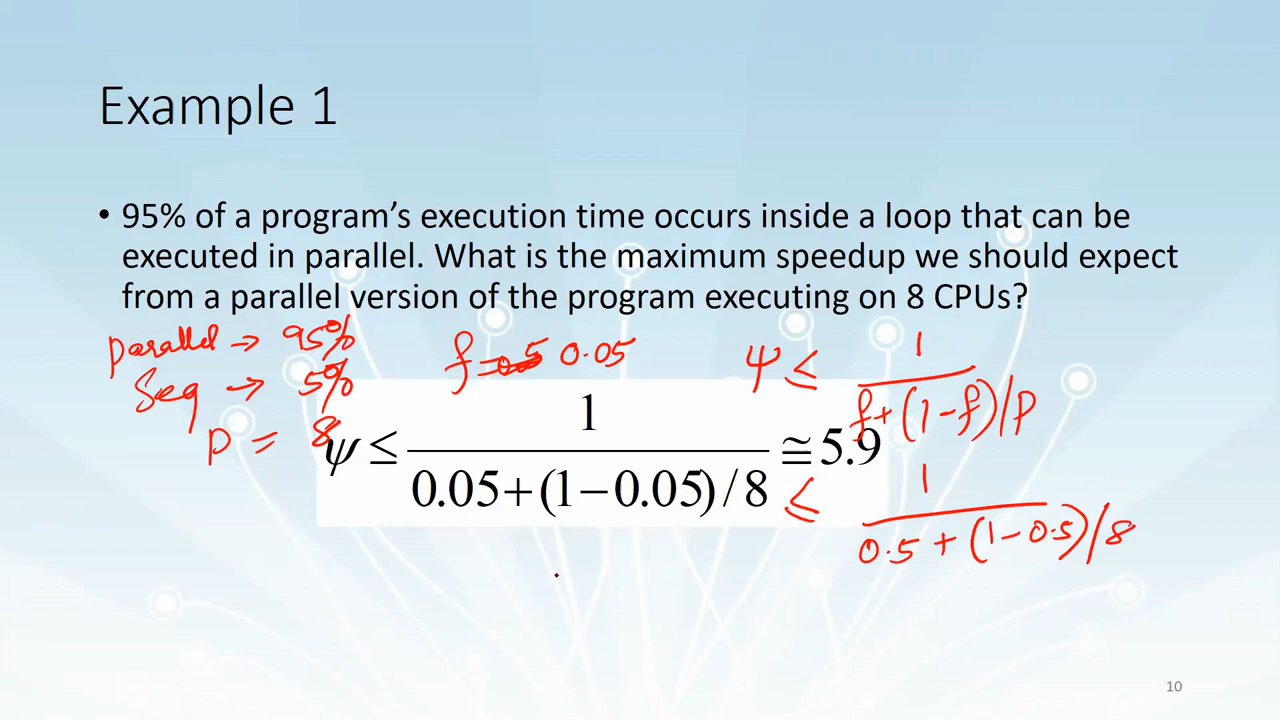 Example 1
• 95% of a program’s execution time occurs inside a loop that can be
executed in parallel. What is the maximum speedup we should expect
from a parallel version of the program executing on 8 CPUs?
parallel → 95%
Seq → 5%
P = 8
f = 0.5 0.05
ψ ≤ 1 / f+(1-f)/p
ψ ≤ 1 / 0.05+(1−0.05)/8 ≅ 5.9
≤ 1 / 0.5 + (1-0.5)/8
10